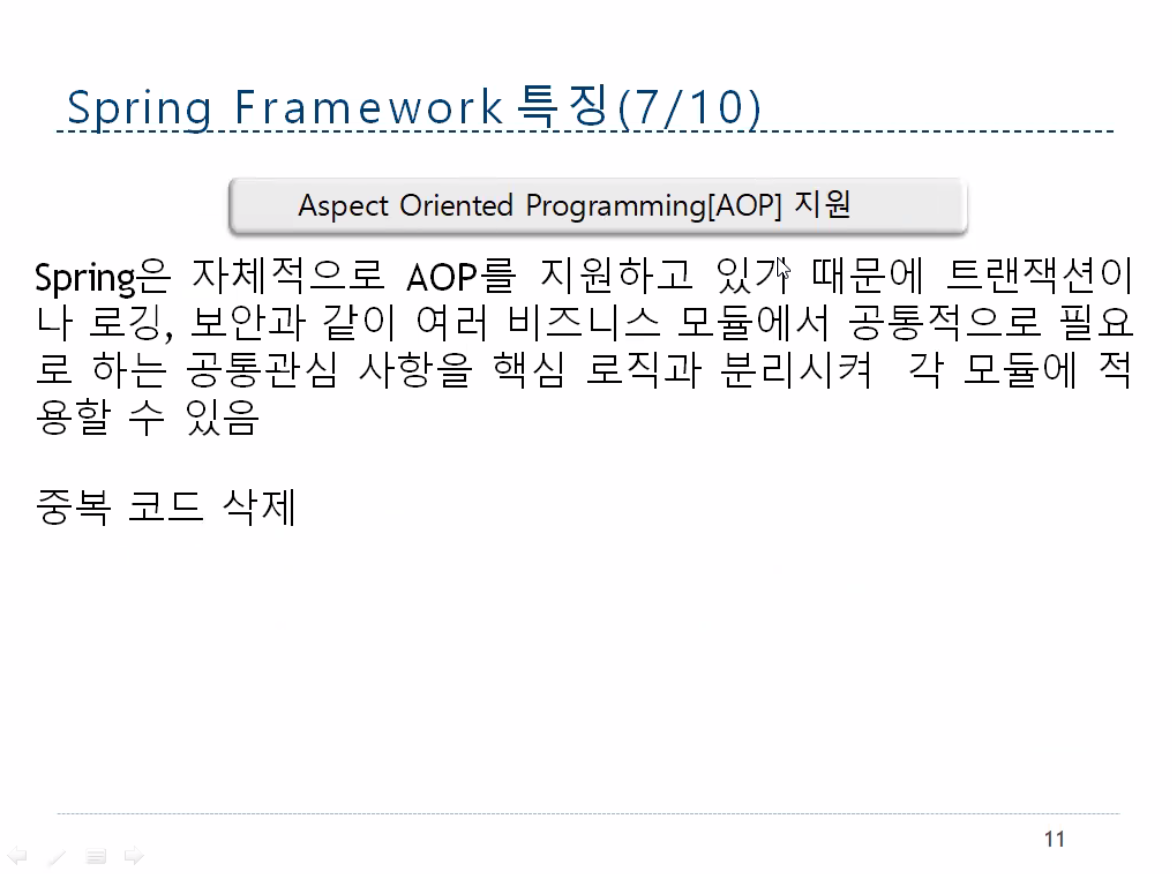 Spring Framework 특징(7/10)
Aspect Oriented Programming[AOP] 지원
Spring은 자체적으로 AOP를 지원하고 있기 때문에 트랜잭션이
나 로깅, 보안과 같이 여러 비즈니스 모듈에서 공통적으로 필요
로 하는 공통관심 사항을 핵심 로직과 분리시켜 각 모듈에 적
용할 수 있음
중복 코드 삭제
11